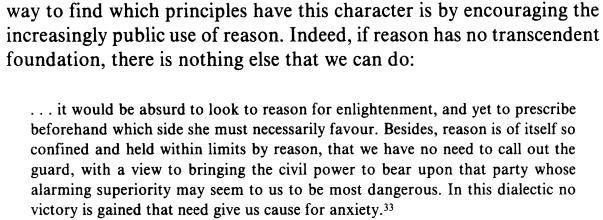 way to find which principles have this character is by encouraging the
increasingly public use of reason. Indeed, if reason has no transcendent
foundation, there is nothing else that we can do:
. . . it would be absurd to look to reason for enlightenment, and yet to prescribe
beforehand which side she must necessarily favour. Besides, reason is of itself so
confined and held within limits by reason, that we have no need to call out the
guard, with a view to bringing the civil power to bear upon that party whose
alarming superiority may seem to us to be most dangerous. In this dialectic no
victory is gained that need give us cause for anxiety.33